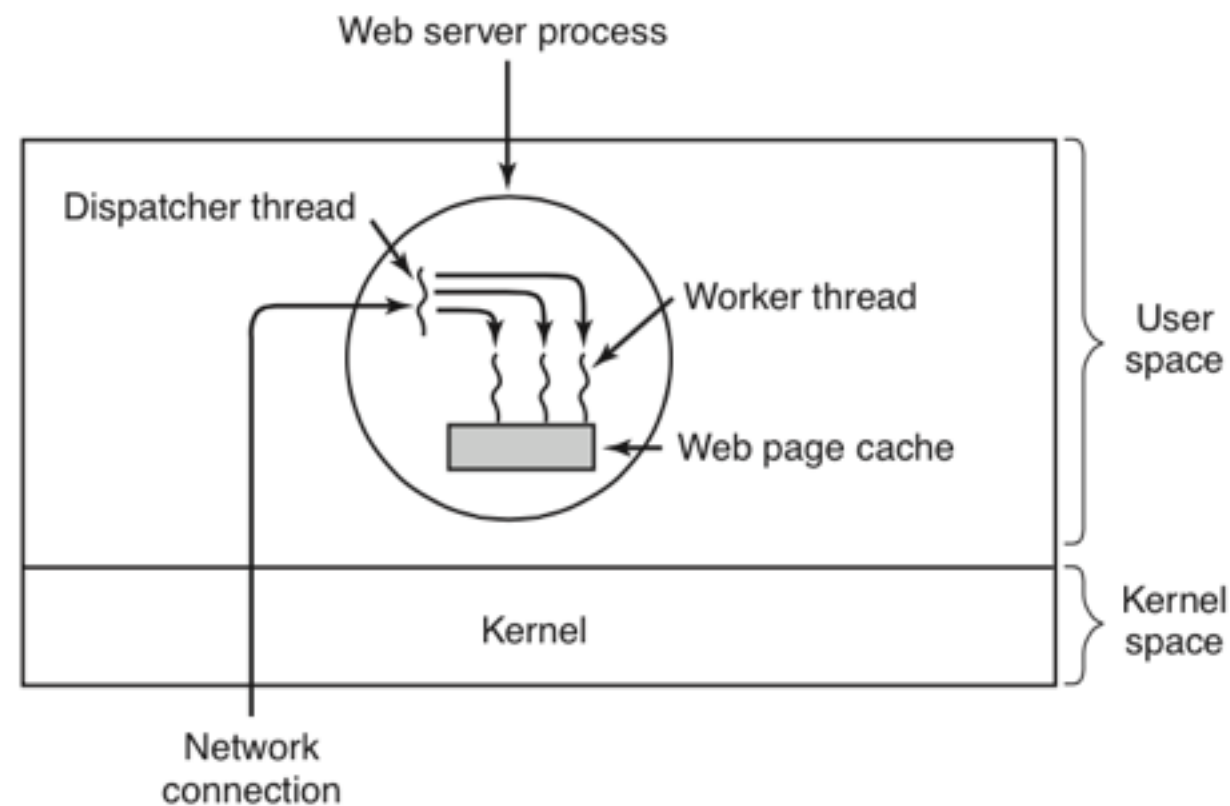 Web server process
Dispatcher thread
Worker thread
User
space
Web page cache
Kernel
Kernel
space
Network
connection